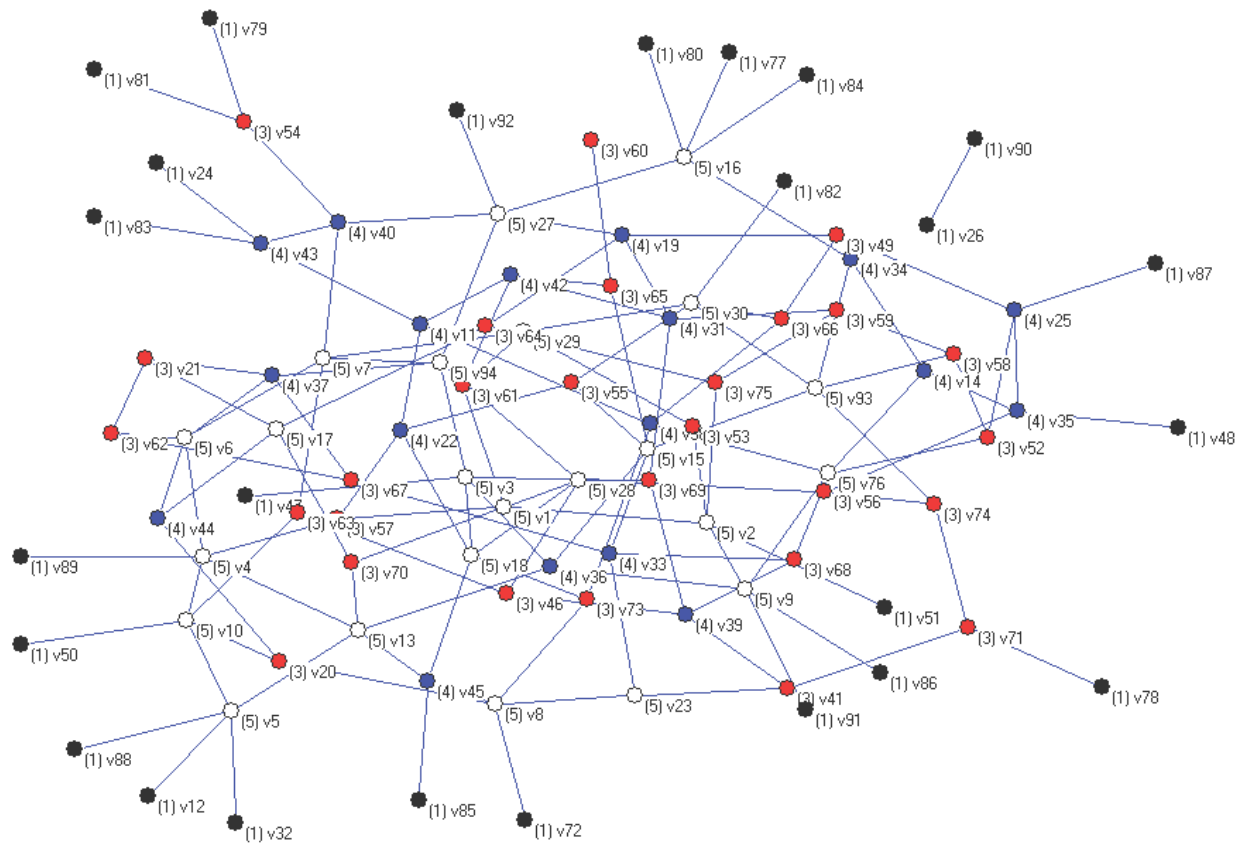 (1) v79
(1) v80
(1) v77
(1) v81
(1) v84
(3) v54
(1) v92
(3) v60
(1) v90
(5) v16
(1) v24
(1) v82
(1) v83
(5) v27
(4) v40
(1) v26
(4) v43
(4) v19
(3) v49
(4) v34
(1) v87
(4) v42
(3) v65
(5) v30
(4) v25
(4) v31
(3) v66
(3) v59
(4) v11
(3) v64
(5) v29
(3) v21
(5) v7
(5) v94
(3) v58
(4) v37
(4) v14
(3) v61
(3) v55
(3) v75
(5) v93
(4) v35
(3) v62
(5) v6
(5) v17
(4) v22
(3) v53
(1) v48
(3) v52
(5) v15
(5) v76
(3) v67
(5) v3
(5) v28
(3) v69
(1) v47
(3) v56
(3) v74
(4) v44
(3) v63
(3) v57
(5) v1
(5) v2
(1) v89
(5) v4
(3) v70
(5) v18
(4) v36
(4) v33
(3) v68
(3) v46
(3) v73
(5) v9
(1) v51
(4) v39
(5) v10
(5) v13
(1) v50
(3) v71
(3) v20
(4) v45
(1) v86
(1) v78
(5) v8
(5) v23
(3) v41
(5) v5
(1) v91
(1) v88
(1) v12
(1) v85
(1) v32
(1) v72